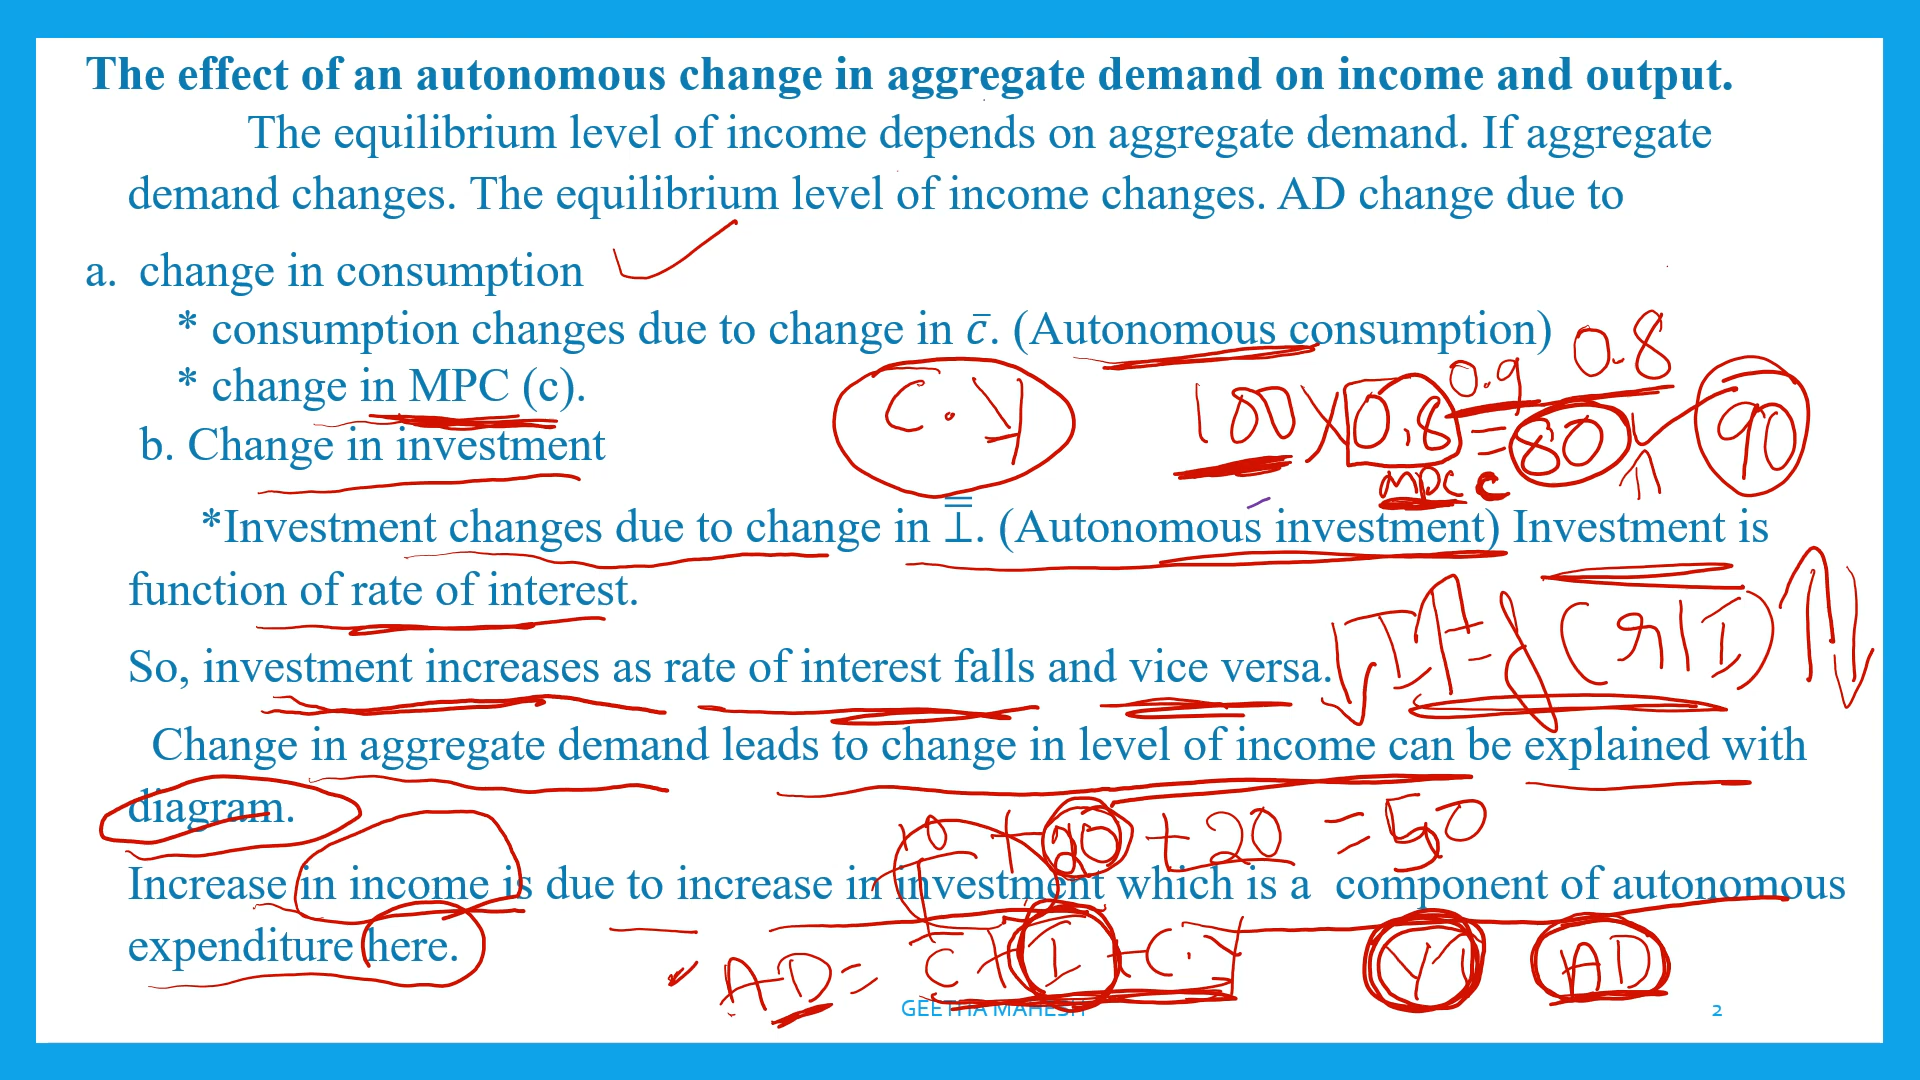 The effect of an autonomous change in aggregate demand on income and output.
The equilibrium level of income depends on aggregate demand. If aggregate
demand changes. The equilibrium level of income changes. AD change due to
a. change in consumption
* consumption changes due to change in c̄. (Autonomous consumption)
0.9 0.8
* change in MPC (c).
C.Y
100 X 0.8 = 80 90
b. Change in investment
MPC C
*Investment changes due to change in I̿. (Autonomous investment) Investment is
function of rate of interest.
I = f (r/I)
So, investment increases as rate of interest falls and vice versa.
Change in aggregate demand leads to change in level of income can be explained with
diagram.
10 + 20 + 20 = 50
Increase in income is due to increase in investment which is a component of autonomous
expenditure here.
AD = C̄ + I + C.Y Y AD
GEETHA MAHESH 2